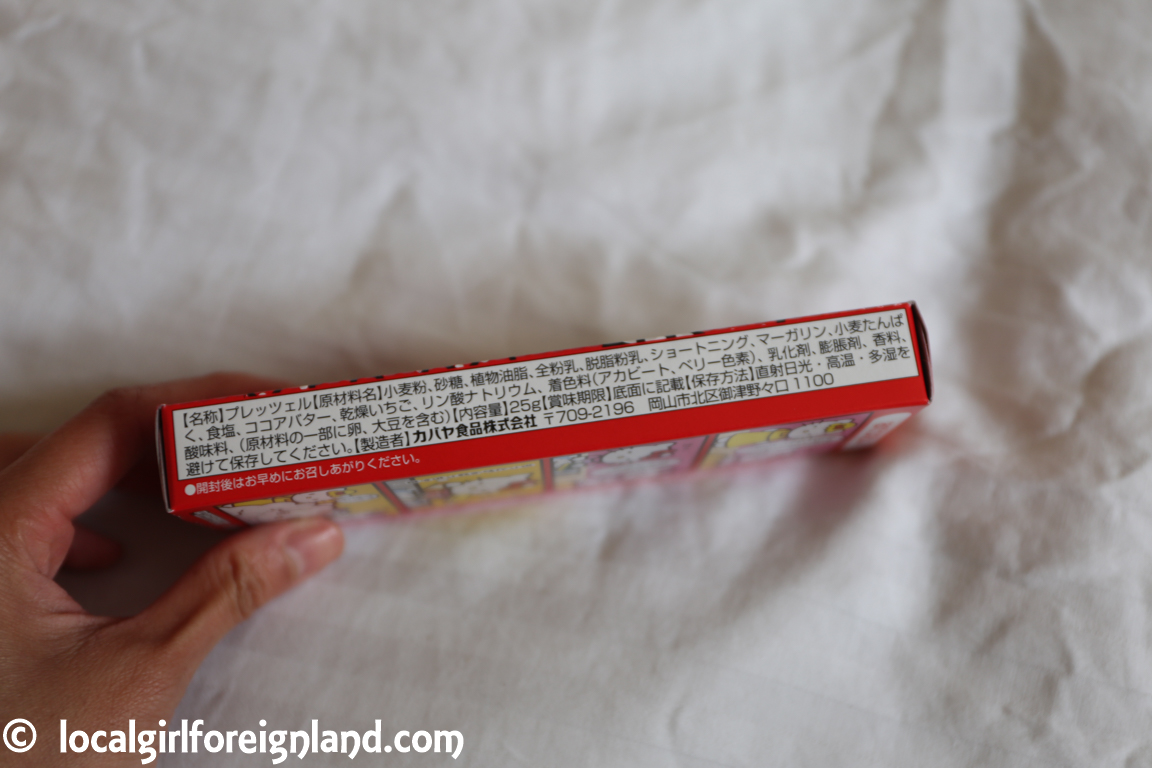 【名称】プレッツェル【原材料名】小麦粉、砂糖、植物油脂、全粉乳、脱脂粉乳、ショートニング、マーガリン、小麦たんぱ
く、食塩、ココアバター、乾燥いちご、リン酸ナトリウム、着色料(アカビート、ベリー色素)、乳化剤、膨脹剤、香料、
酸味料、(原材料の一部に卵、大豆を含む)【内容量】25g【賞味期限】底面に記載【保存方法】直射日光・高温・多湿を
避けて保存してください。【製造者】カバヤ食品株式会社 〒709-2196 岡山市北区御津野々口1100
●開封後はお早めにお召しあがりください。
© localgirlforeignland.com